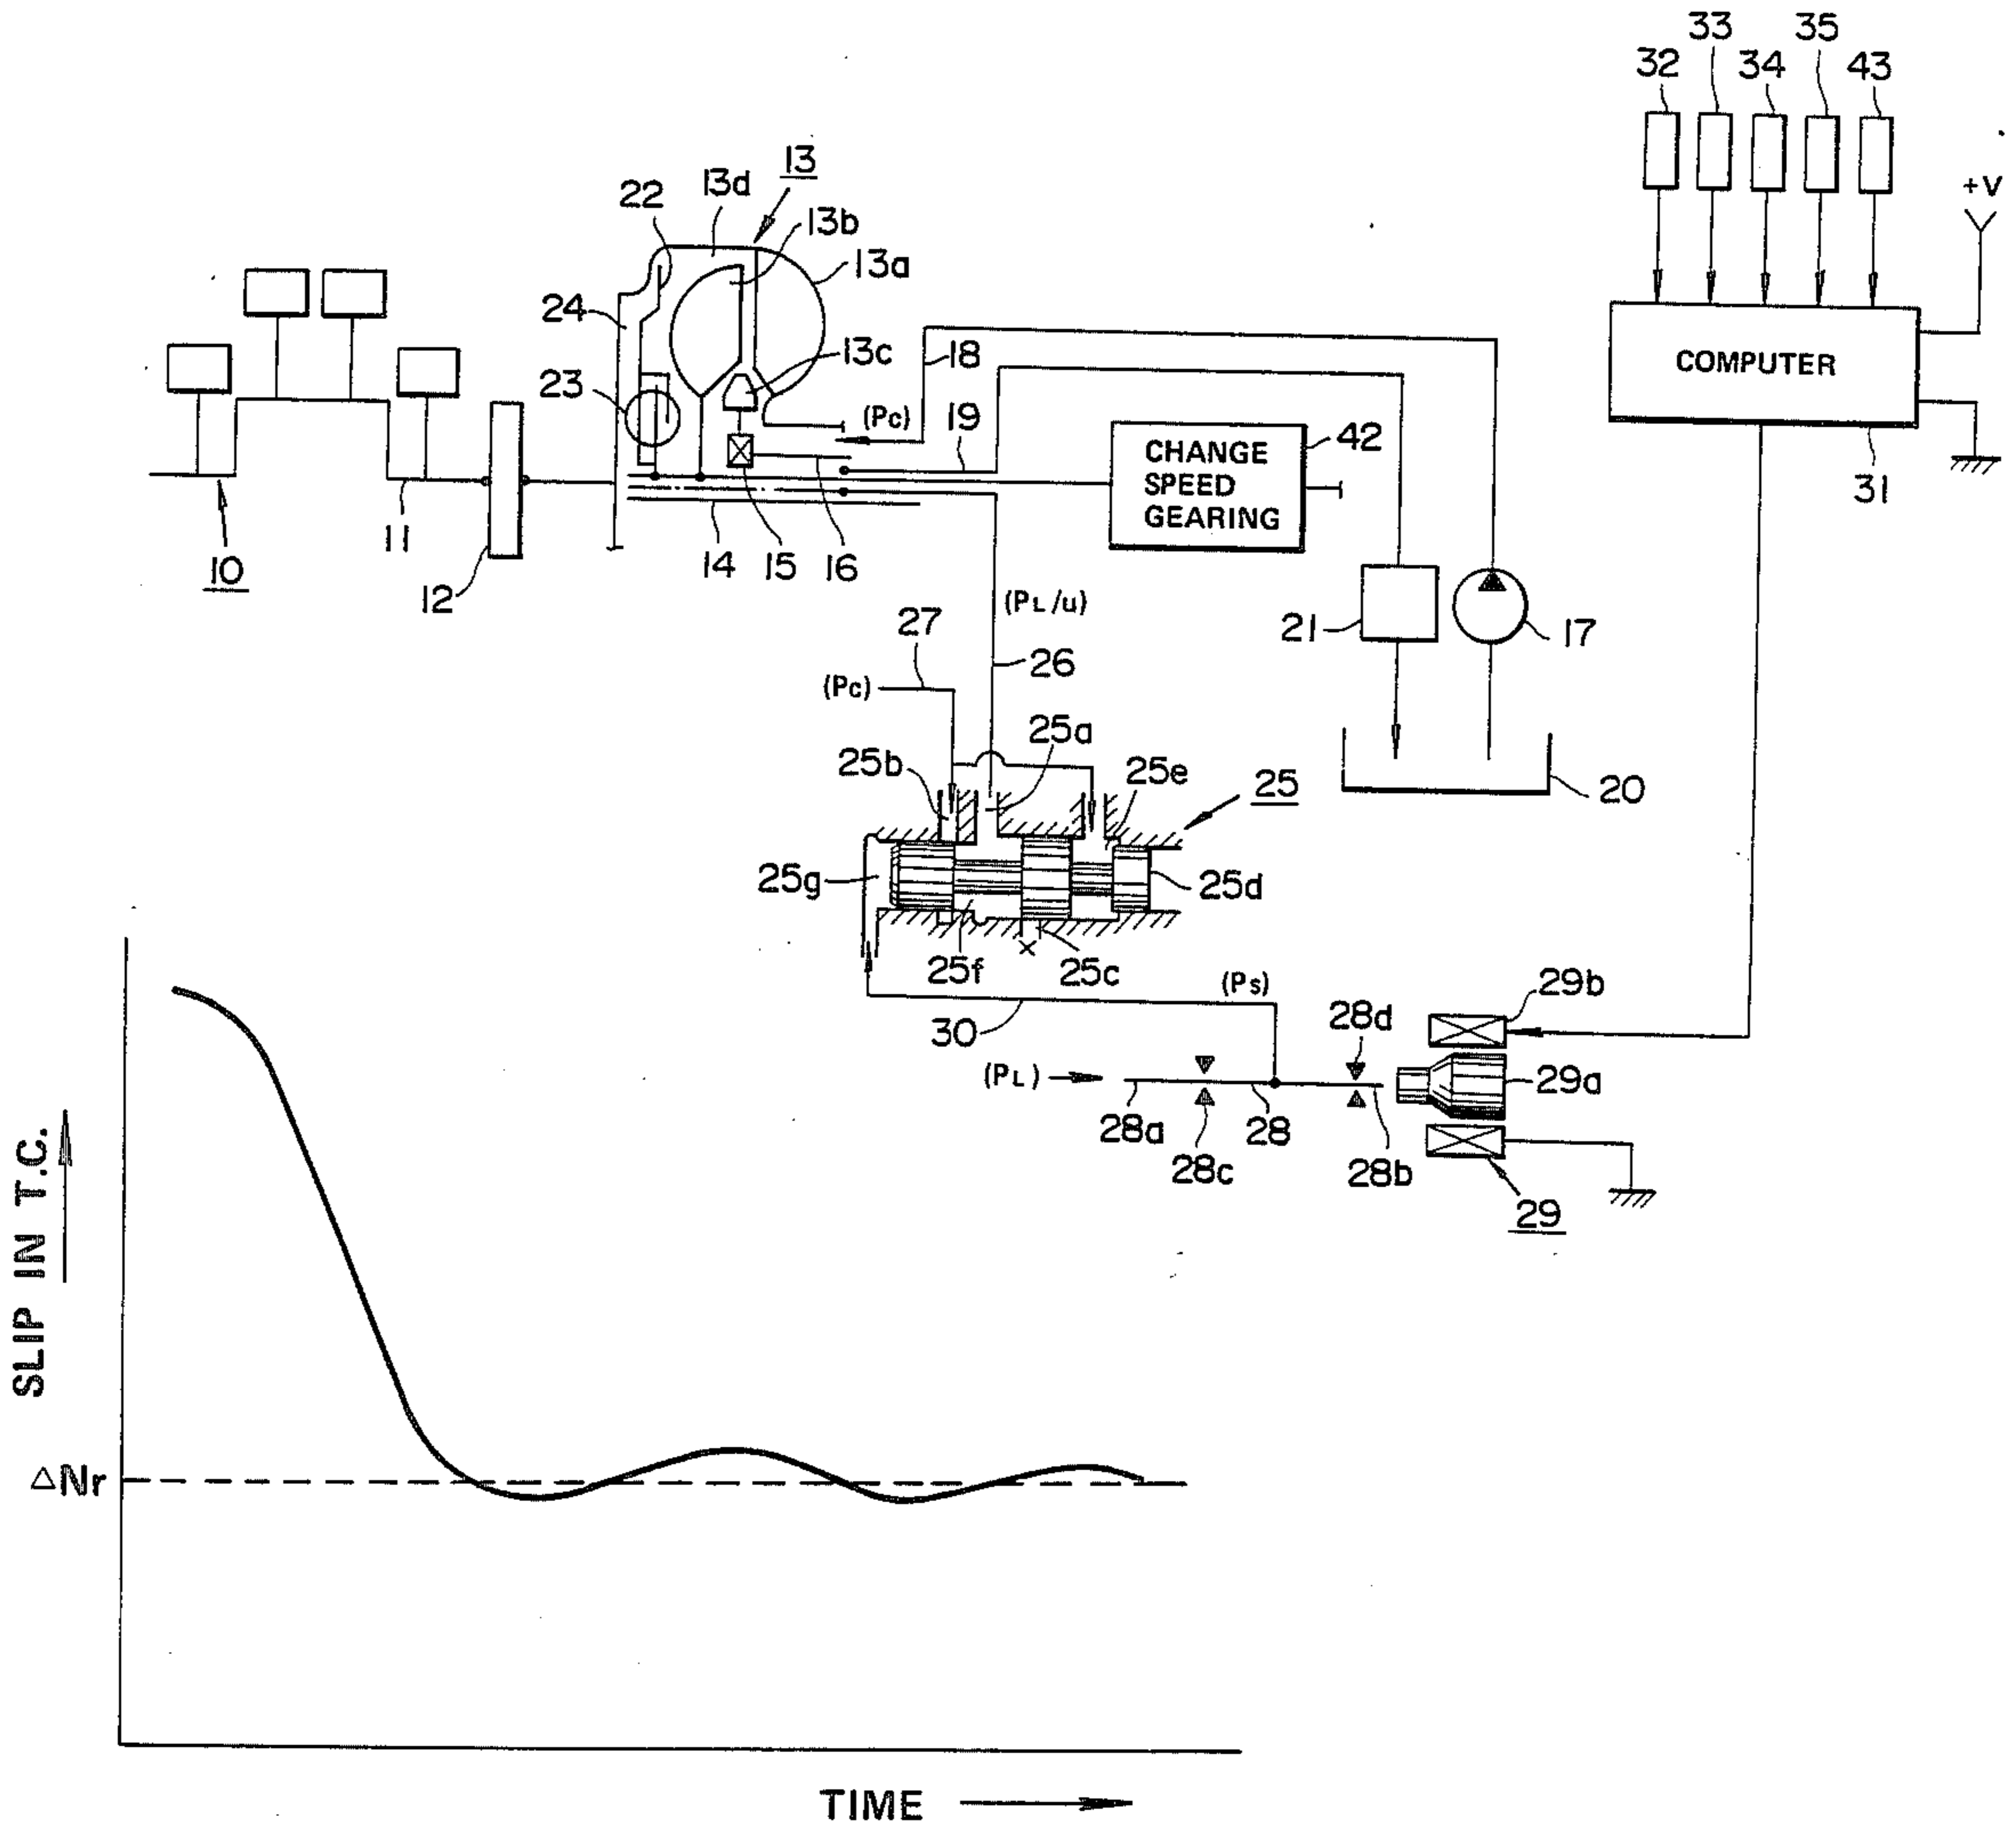 33
35
32
34
43
+V
13
13d
22
13b
13a
24
13c
18
COMPUTER
23
(Pc)
19
42
CHANGE
SPEED
GEARING
31
11
10
12
14
15
16
(PL/u)
27
21
17
26
(Pc)
25a
25b
25e
25
20
25g
25d
25f
25c
(Ps)
29b
30
28d
(PL)
29a
28a
28
28c
28b
29
SLIP IN T.C.
△Nr
TIME